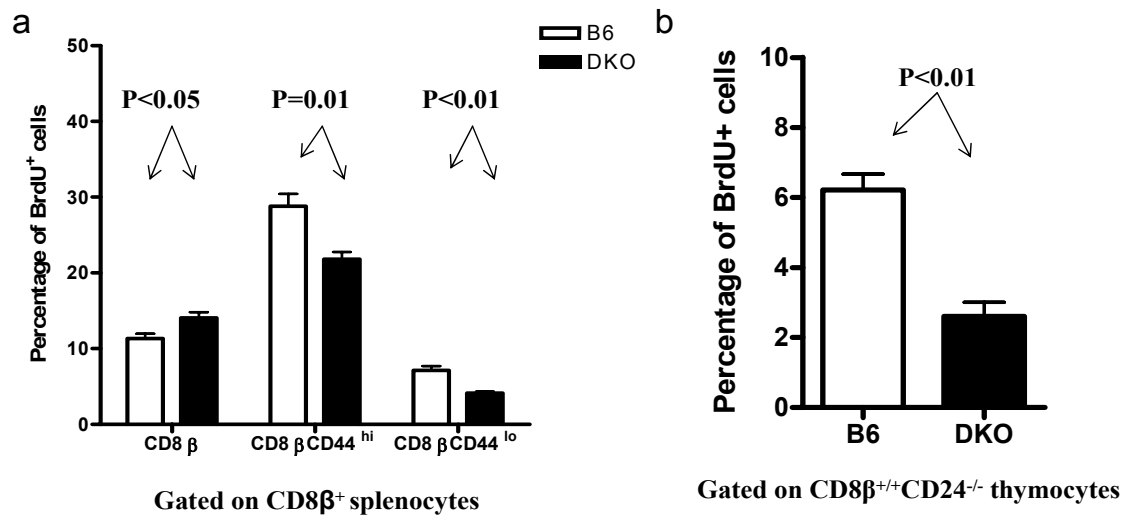 a
50
40
30
20
10
0
Percentage of BrdU⁺ cells
B6
DKO
P<0.05
P=0.01
P<0.01
CD8 β
CD8 βCD44 ʰⁱ
CD8 βCD44 ˡᵒ
Gated on CD8β⁺ splenocytes
b
10
8
6
4
2
0
Percentage of BrdU+ cells
P<0.01
B6
DKO
Gated on CD8β⁺/⁺CD24⁻/⁻ thymocytes